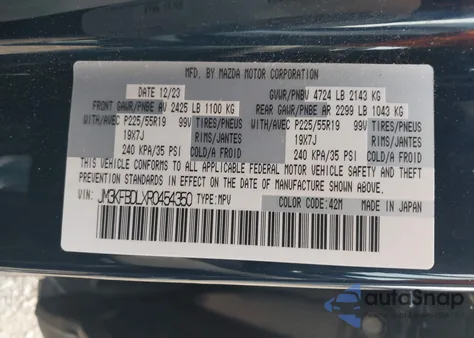 MFD. BY MAZDA MOTOR CORPORATION
DATE 12/23 GVWR/PNBV 4724 LB 2143 KG
FRONT GAWR/PNBE AV 2425 LB 1100 KG REAR GAWR/PNBE AR 2299 LB 1043 KG
WITH/AVEC P225/55R19 99V TIRES/PNEUS WITH/AVEC P225/55R19 99V TIRES/PNEUS
19X7J RIMS/JANTES 19X7J RIMS/JANTES
240 KPA/35 PSI COLD/A FROID 240 KPA/35 PSI COLD/A FROID
THIS VEHICLE CONFORMS TO ALL APPLICABLE FEDERAL MOTOR VEHICLE SAFETY AND THEFT
PREVENTION STANDARDS IN EFFECT ON THE DATE OF MANUFACTURE SHOWN ABOVE.
JM3KFBDLXR0454350 TYPE:MPV COLOR CODE:42M MADE IN JAPAN
autoSnap